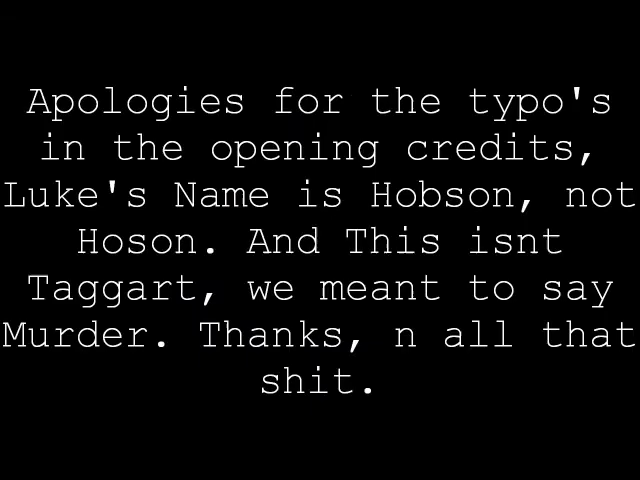 Apologies for the typo's
in the opening credits,
Luke's Name is Hobson, not
Hoson. And This isnt
Taggart, we meant to say
Murder. Thanks, n all that
shit.